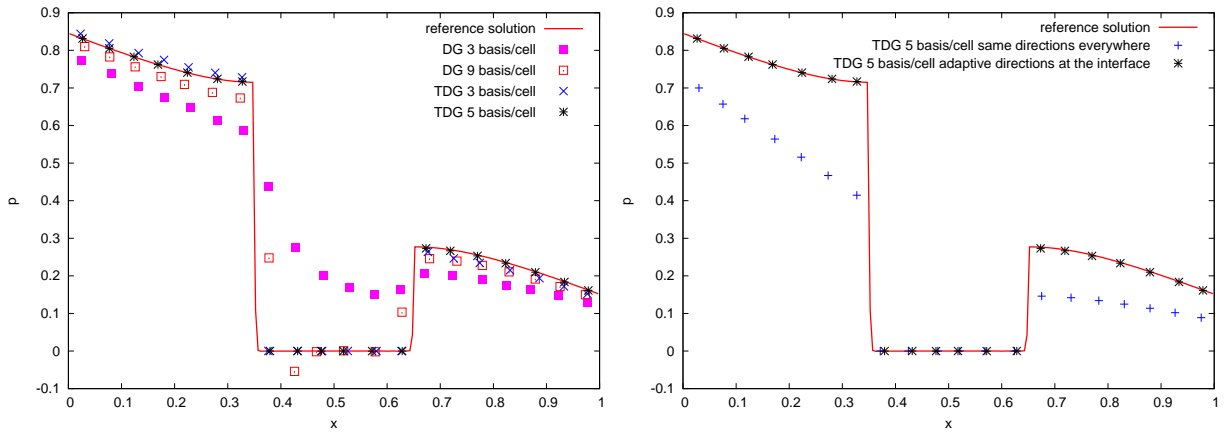 0.9
0.8
0.7
0.6
0.5
0.4
0.3
0.2
0.1
0
-0.1
p
0 0.1 0.2 0.3 0.4 0.5 0.6 0.7 0.8 0.9 1
x
reference solution
DG 3 basis/cell
DG 9 basis/cell
TDG 3 basis/cell
TDG 5 basis/cell
0.9
0.8
0.7
0.6
0.5
0.4
0.3
0.2
0.1
0
-0.1
p
0 0.1 0.2 0.3 0.4 0.5 0.6 0.7 0.8 0.9 1
x
reference solution
TDG 5 basis/cell same directions everywhere
TDG 5 basis/cell adaptive directions at the interface